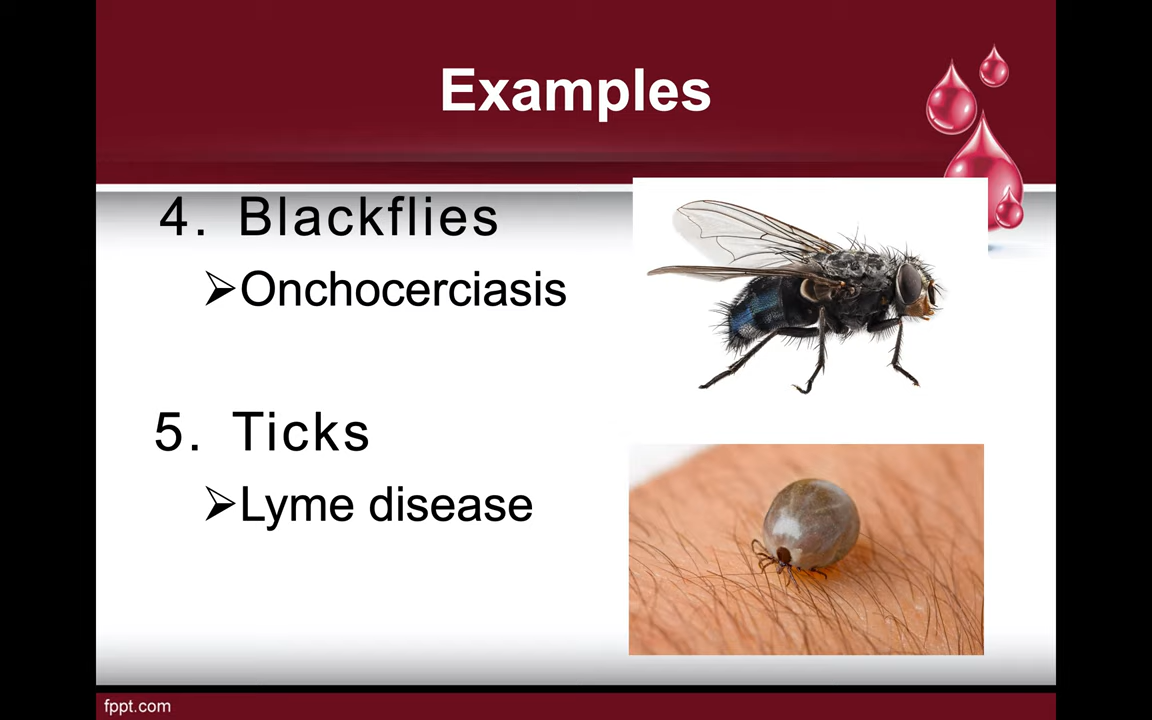 Examples
4. Blackflies
➢Onchocerciasis
5. Ticks
➢Lyme disease
fppt.com